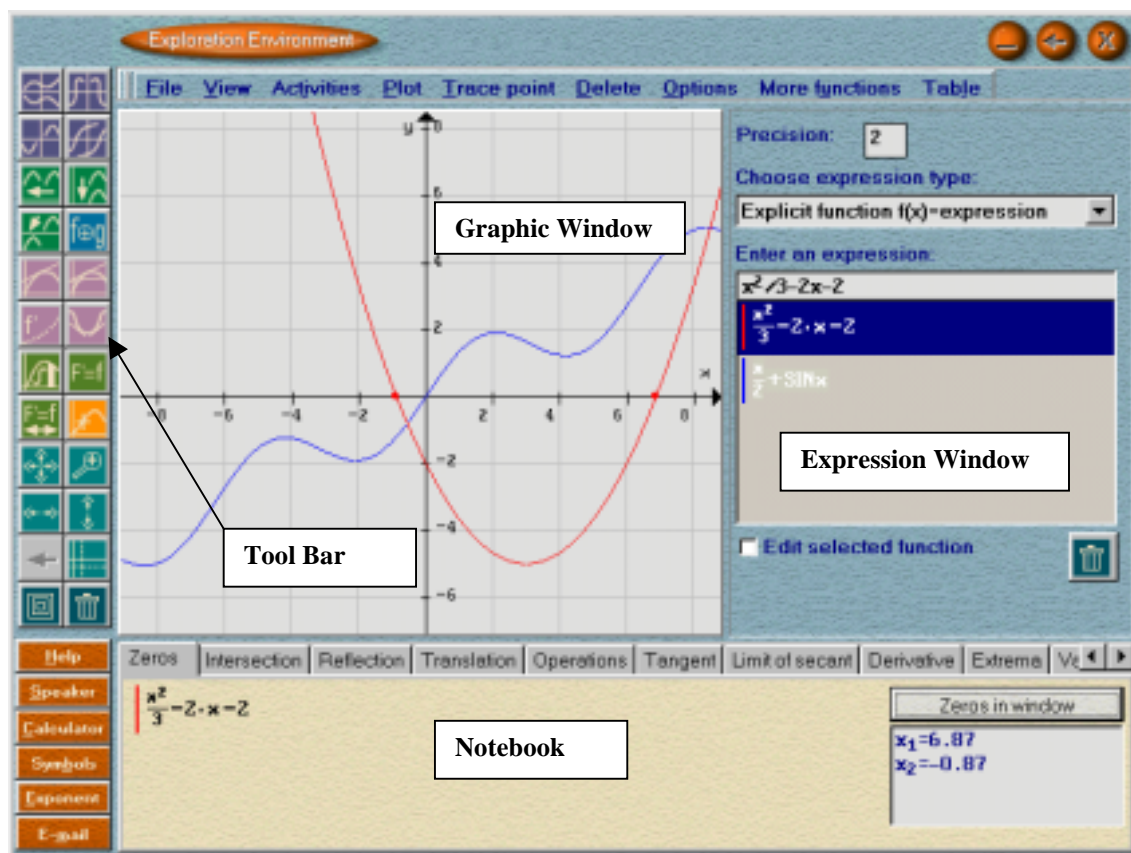 Exploration Environment
File View Activities Plot Trace point Delete Options More functions Table
Precision: 2
Choose expression type:
Explicit function f(x)=expression
Enter an expression:
x²/3-2x-2
x²/3-2·x-2
x/2+SINx
Graphic Window
Expression Window
Tool Bar
Edit selected function
y
8
6
4
2
x
-8 -6 -4 -2 2 4 6 8
-2
-4
-6
f⊕g
f'
F'=f
F'=f
Help
Speaker
Calculator
Symbols
Exponent
E-mail
Zeros Intersection Reflection Translation Operations Tangent Limit of secant Derivative Extrema
x²/3-2·x-2
Notebook
Zeros in window
x₁=6.87
x₂=-0.87